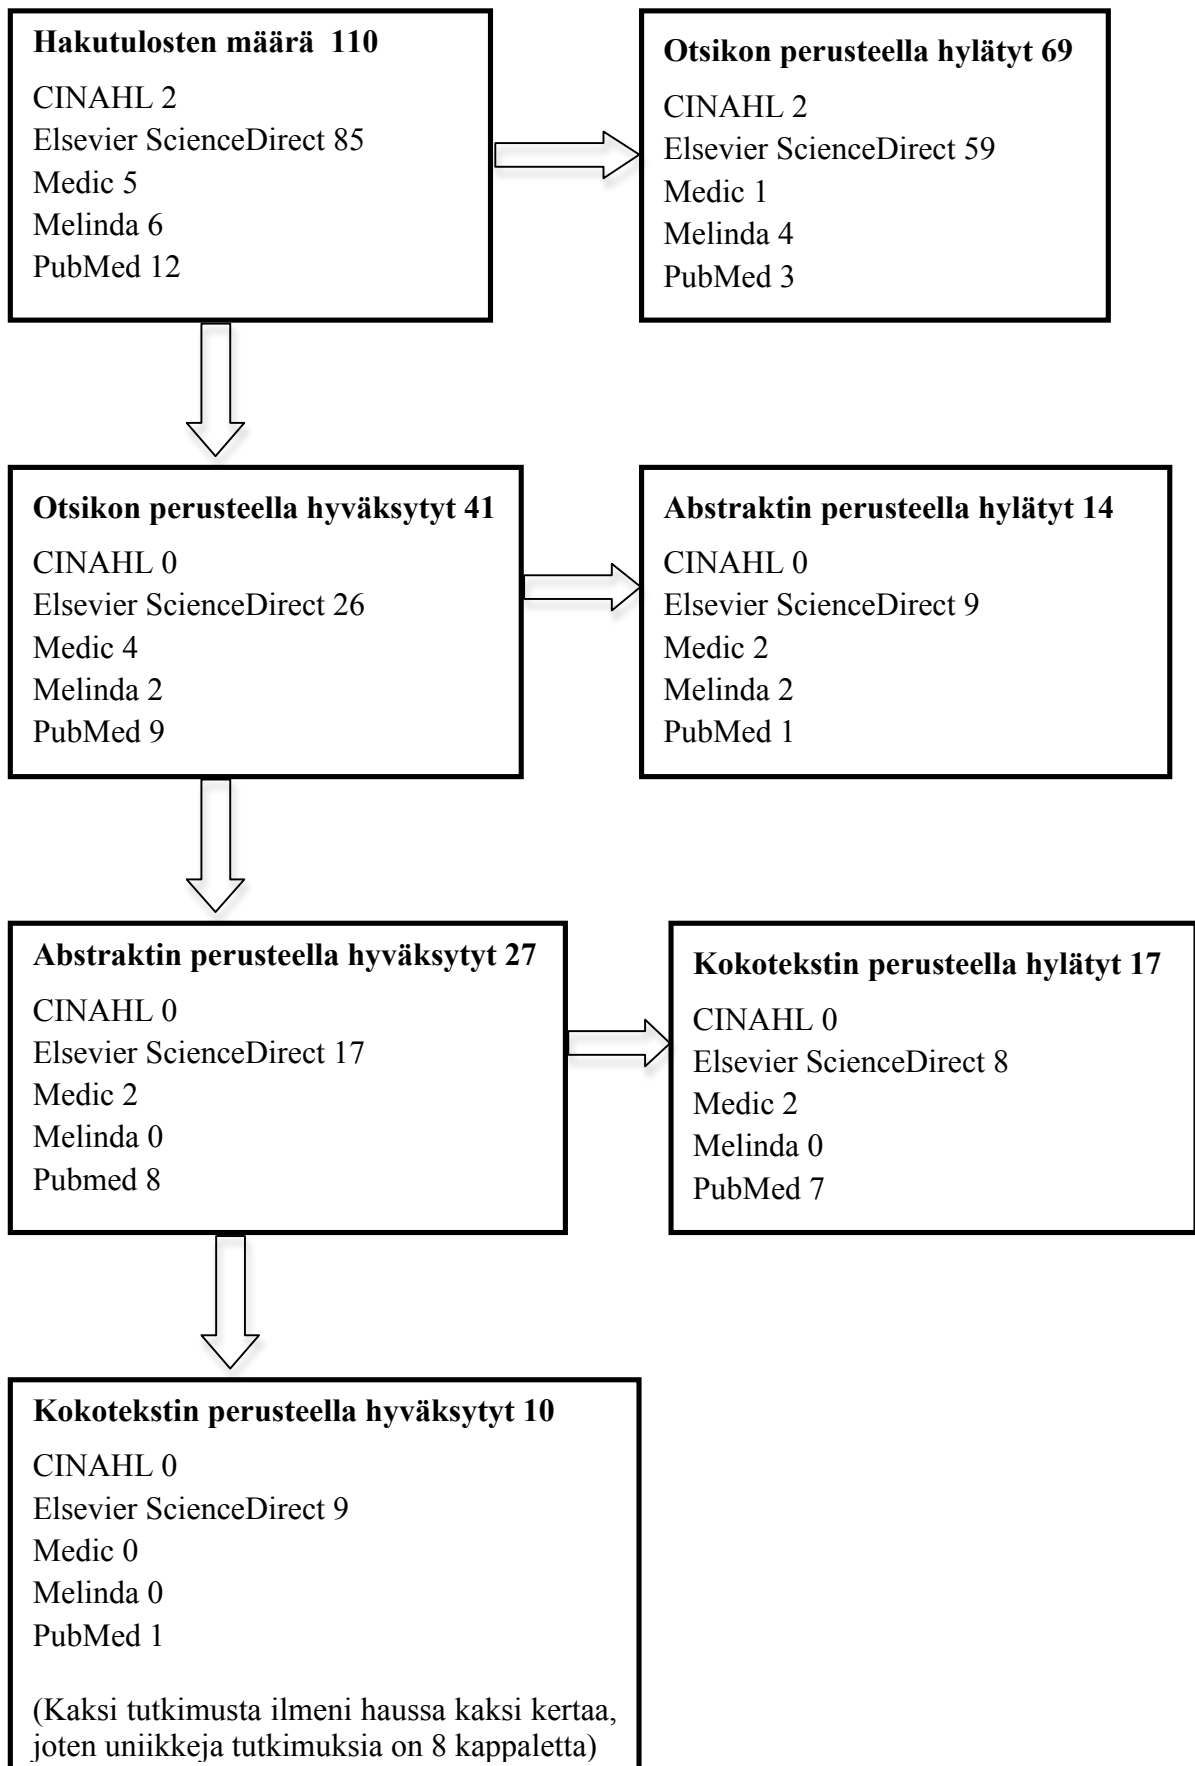 Hakutulosten määrä  110
CINAHL 2
Elsevier ScienceDirect 85
Medic 5
Melinda 6
PubMed 12
Otsikon perusteella hylätyt 69
CINAHL 2
Elsevier ScienceDirect 59
Medic 1
Melinda 4
PubMed 3
Otsikon perusteella hyväksytyt 41
CINAHL 0
Elsevier ScienceDirect 26
Medic 4
Melinda 2
PubMed 9
Abstraktin perusteella hylätyt 14
CINAHL 0
Elsevier ScienceDirect 9
Medic 2
Melinda 2
PubMed 1
Abstraktin perusteella hyväksytyt 27
CINAHL 0
Elsevier ScienceDirect 17
Medic 2
Melinda 0
Pubmed 8
Kokotekstin perusteella hylätyt 17
CINAHL 0
Elsevier ScienceDirect 8
Medic 2
Melinda 0
PubMed 7
Kokotekstin perusteella hyväksytyt 10
CINAHL 0
Elsevier ScienceDirect 9
Medic 0
Melinda 0
PubMed 1
(Kaksi tutkimusta ilmeni haussa kaksi kertaa,
joten uniikkeja tutkimuksia on 8 kappaletta)